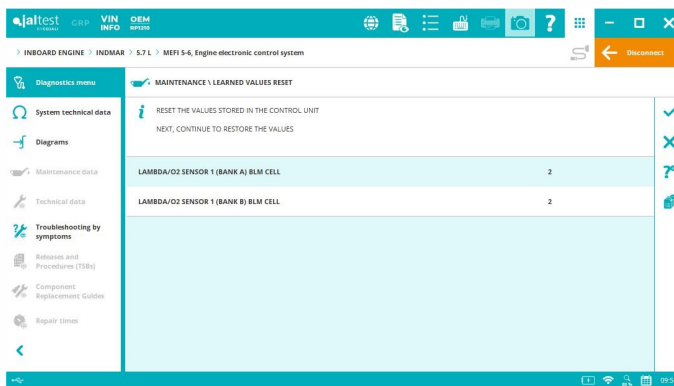 jaltest
GRP
VIN INFO
OEM RP1210
?
> INBOARD ENGINE > INDMAR > 5.7 L > MEFI 5-6, Engine electronic control system
Disconnect
Diagnostics menu
MAINTENANCE \ LEARNED VALUES RESET
System technical data
Diagrams
Maintenance data
Technical data
Troubleshooting by
symptoms
Releases and
Procedures (TSBs)
Component
Replacement Guides
Repair times
i RESET THE VALUES STORED IN THE CONTROL UNIT
NEXT, CONTINUE TO RESTORE THE VALUES
LAMBDA/O2 SENSOR 1 (BANK A) BLM CELL 2
LAMBDA/O2 SENSOR 1 (BANK B) BLM CELL 2